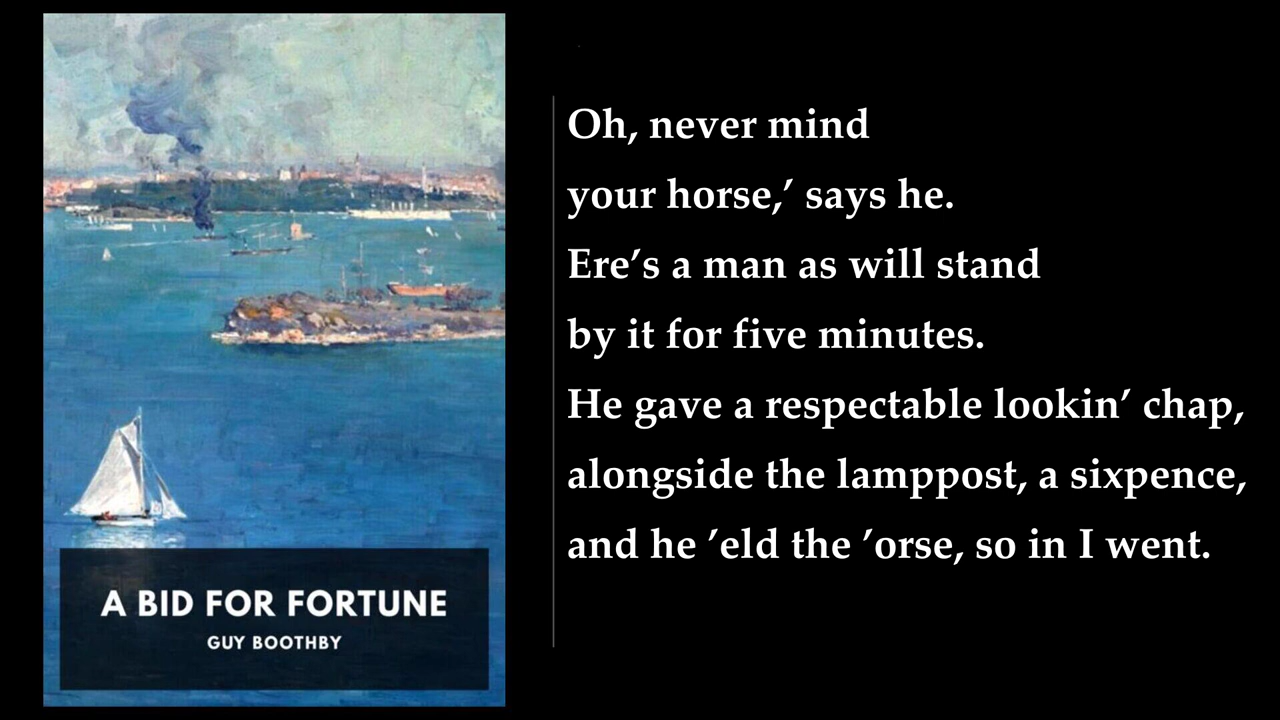 A BID FOR FORTUNE
GUY BOOTHBY
Oh, never mind
your horse,’ says he.
Ere’s a man as will stand
by it for five minutes.
He gave a respectable lookin’ chap,
alongside the lamppost, a sixpence,
and he ’eld the ’orse, so in I went.